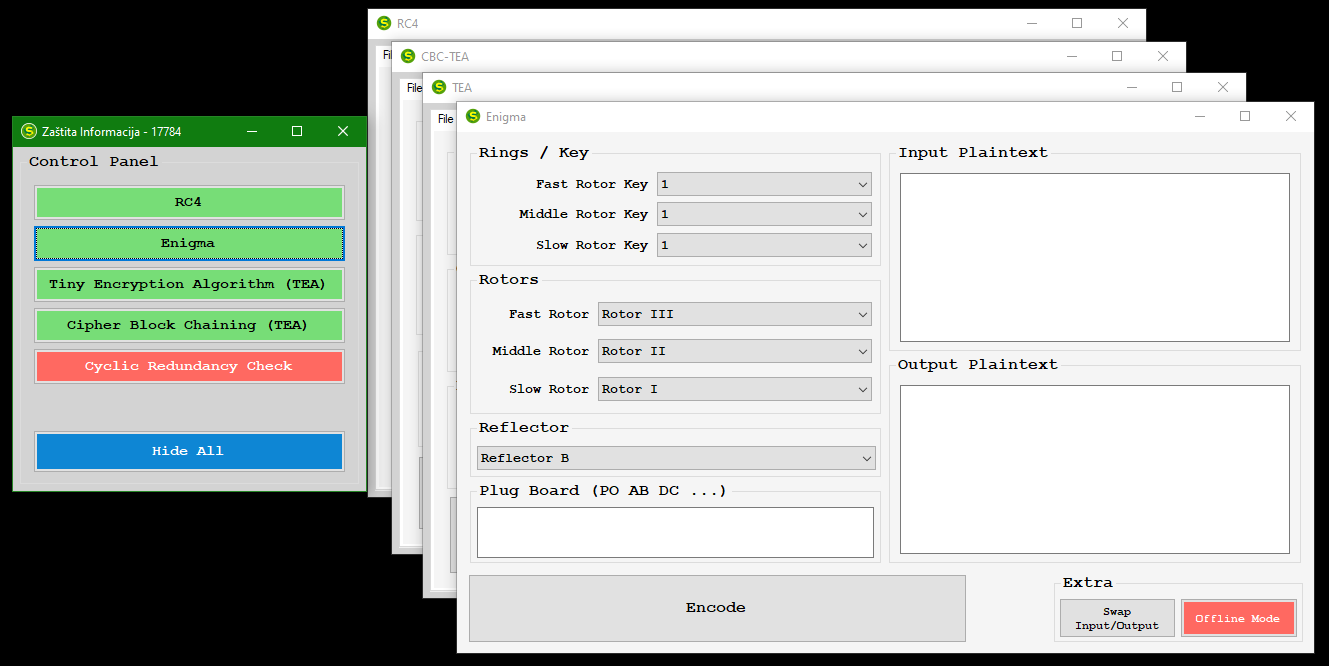 RC4
Fil
CBC-TEA
File
TEA
File
Enigma
Zaštita Informacija - 17784
Control Panel
RC4
Enigma
Tiny Encryption Algorithm (TEA)
Cipher Block Chaining (TEA)
Cyclic Redundancy Check
Hide All
Rings / Key
Fast Rotor Key 1
Middle Rotor Key 1
Slow Rotor Key 1
Rotors
Fast Rotor Rotor III
Middle Rotor Rotor II
Slow Rotor Rotor I
Reflector
Reflector B
Plug Board (PO AB DC ...)
Encode
Input Plaintext
Output Plaintext
Extra
Swap
Input/Output
Offline Mode